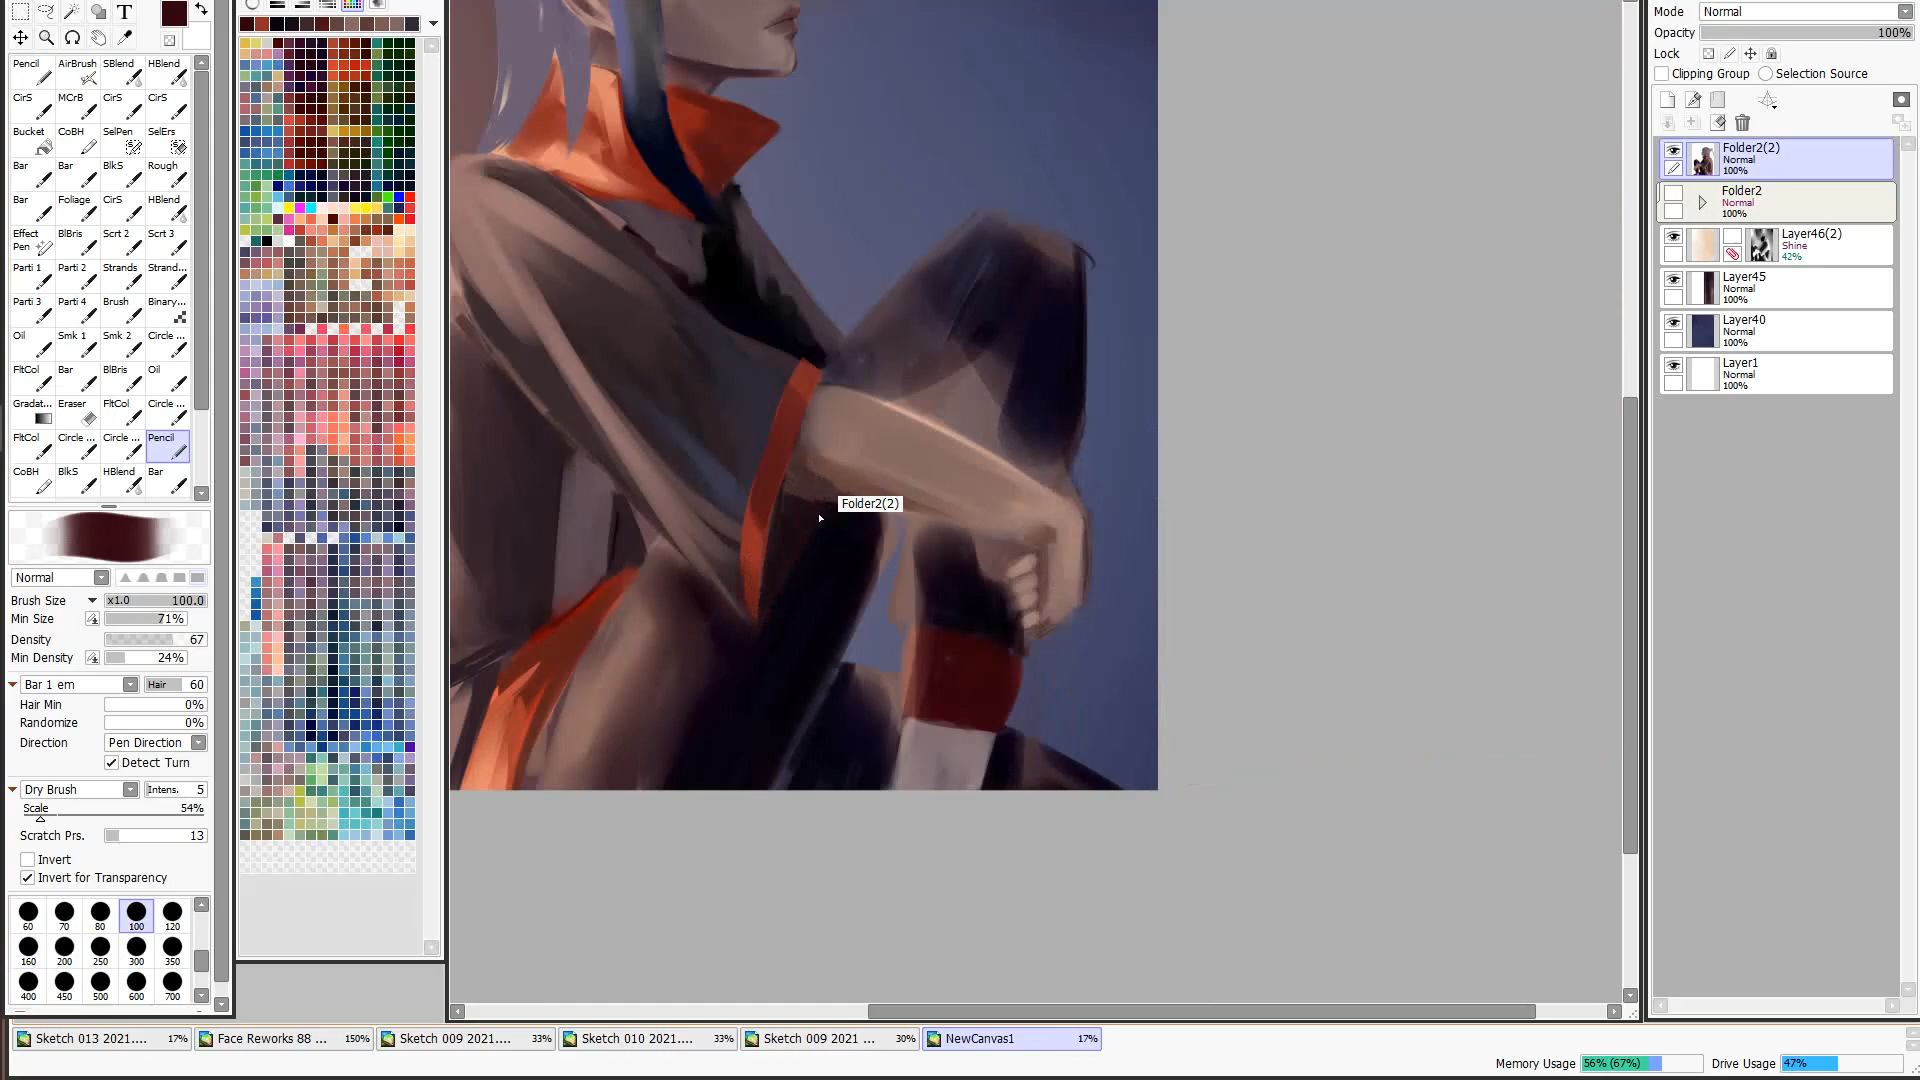 T
Mode Normal
Opacity 100%
Lock
Clipping Group Selection Source
Pencil AirBrush SBlend HBlend
CirS MCrB CirS CirS
Bucket CoBH SelPen SelErs
Bar Bar BlkS Rough
Bar Foliage CirS HBlend
Effect Pen BlBris Scrt 2 Scrt 3
Parti 1 Parti 2 Strands Strand...
Parti 3 Parti 4 Brush Binary...
Oil Smk 1 Smk 2 Circle ...
FltCol Bar BlBris Oil
Gradat... Eraser FltCol Circle ...
FltCol Circle ... Circle ... Pencil
CoBH BlkS HBlend Bar
Normal
Brush Size x1.0 100.0
Min Size 71%
Density 67
Min Density 24%
Bar 1 em Hair 60
Hair Min 0%
Randomize 0%
Direction Pen Direction
Detect Turn
Dry Brush Intens. 5
Scale 54%
Scratch Prs. 13
Invert
Invert for Transparency
60 70 80 100 120
160 200 250 300 350
400 450 500 600 700
Folder2(2)
Folder2(2)
Normal
100%
Folder2
Normal
100%
Layer46(2)
Shine
42%
Layer45
Normal
100%
Layer40
Normal
100%
Layer1
Normal
100%
Sketch 013 2021.... 17% Face Reworks 88 ... 150% Sketch 009 2021.... 33% Sketch 010 2021.... 33% Sketch 009 2021 ... 30% NewCanvas1 17%
Memory Usage 56% (67%) Drive Usage 47%